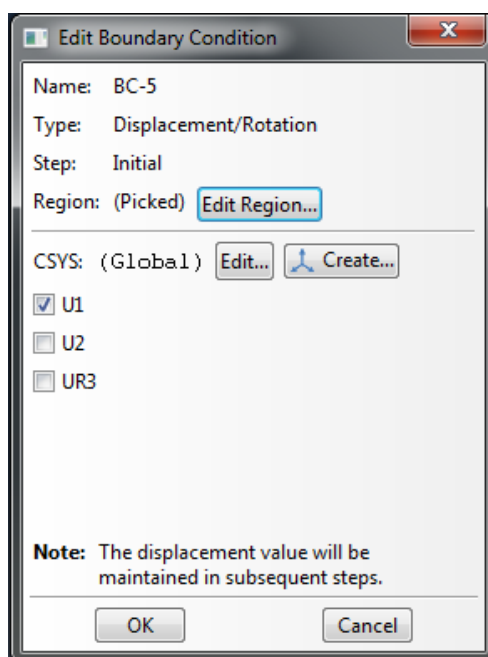 Edit Boundary Condition
Name: BC-5
Type: Displacement/Rotation
Step: Initial
Region: (Picked) Edit Region...
CSYS: (Global) Edit... Create...
U1
U2
UR3
Note: The displacement value will be
maintained in subsequent steps.
OK Cancel